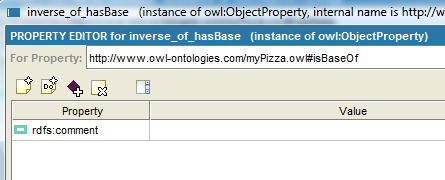 inverse_of_hasBase (instance of owl:ObjectProperty, internal name is http://w
PROPERTY EDITOR for inverse_of_hasBase (instance of owl:ObjectProperty)
For Property: http://www.owl-ontologies.com/myPizza.owl#isBaseOf
Property Value
rdfs:comment